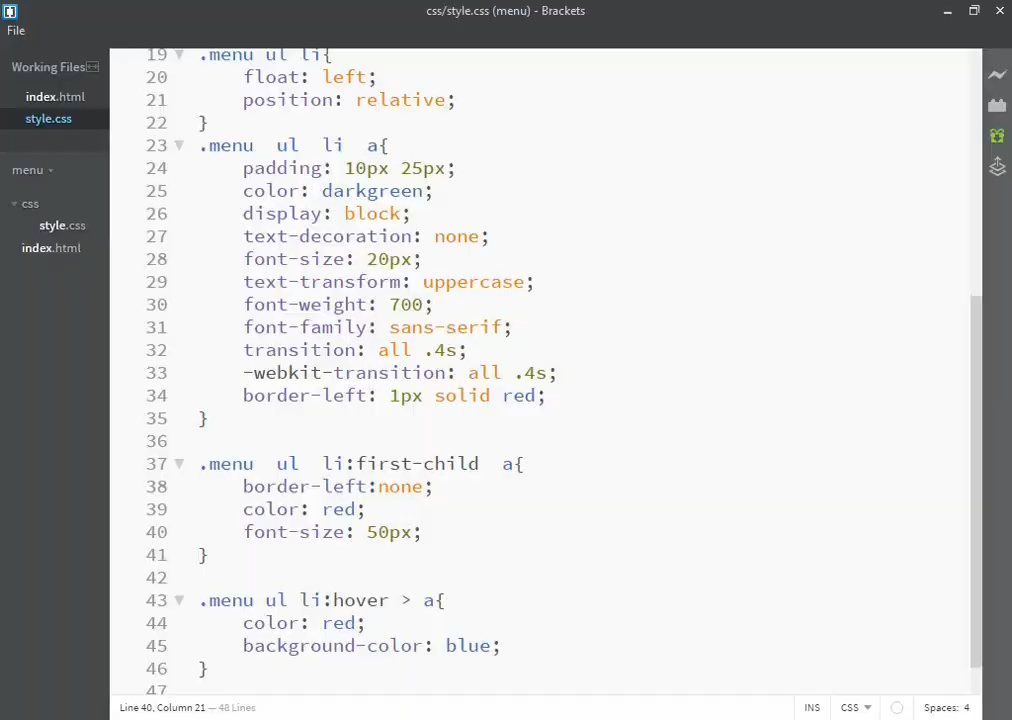 css/style.css (menu) - Brackets
File
Working Files
index.html
style.css
menu
css
style.css
index.html
19 .menu ul li{
20 float: left;
21 position: relative;
22 }
23 .menu  ul  li  a{
24 padding: 10px 25px;
25 color: darkgreen;
26 display: block;
27 text-decoration: none;
28 font-size: 20px;
29 text-transform: uppercase;
30 font-weight: 700;
31 font-family: sans-serif;
32 transition: all .4s;
33 -webkit-transition: all .4s;
34 border-left: 1px solid red;
35 }
36
37 .menu  ul  li:first-child  a{
38 border-left:none;
39 color: red;
40 font-size: 50px;
41 }
42
43 .menu ul li:hover > a{
44 color: red;
45 background-color: blue;
46 }
47
Line 40, Column 21 — 48 Lines
INS
CSS
Spaces: 4